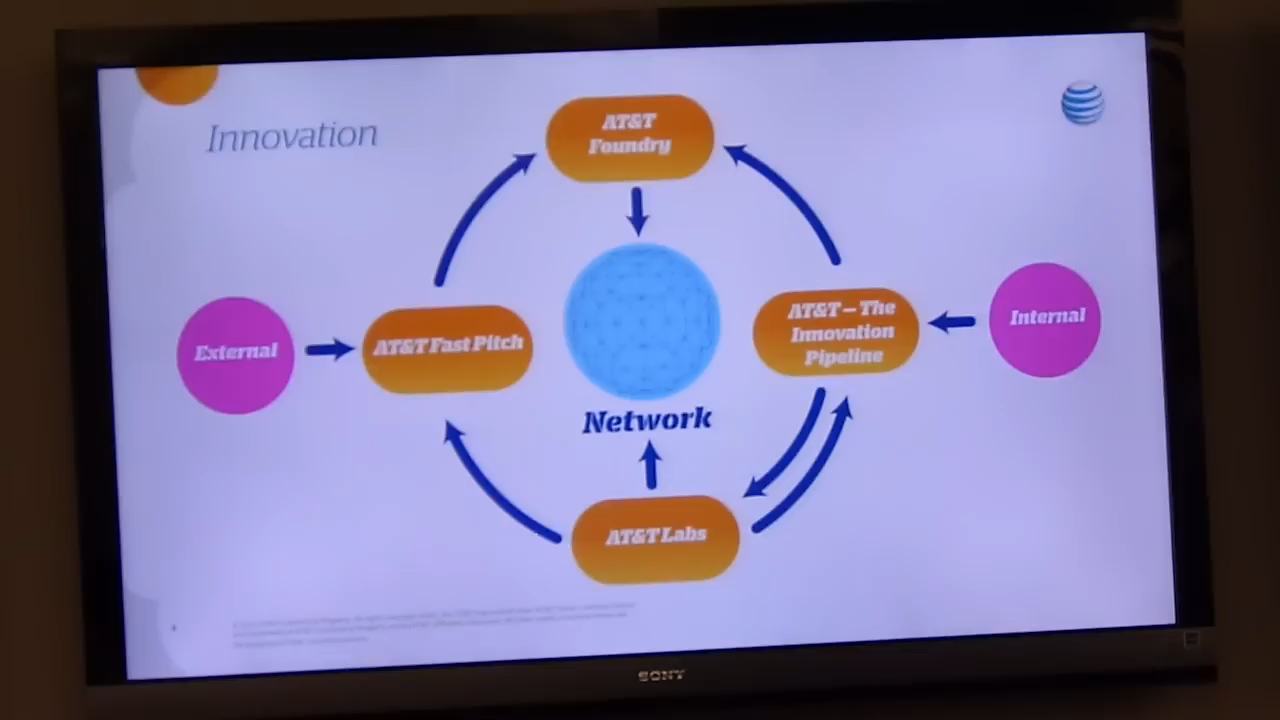 Innovation
AT&T
Foundry
External
AT&T Fast Pitch
AT&T – The
Innovation
Pipeline
Internal
Network
AT&T Labs
SONY